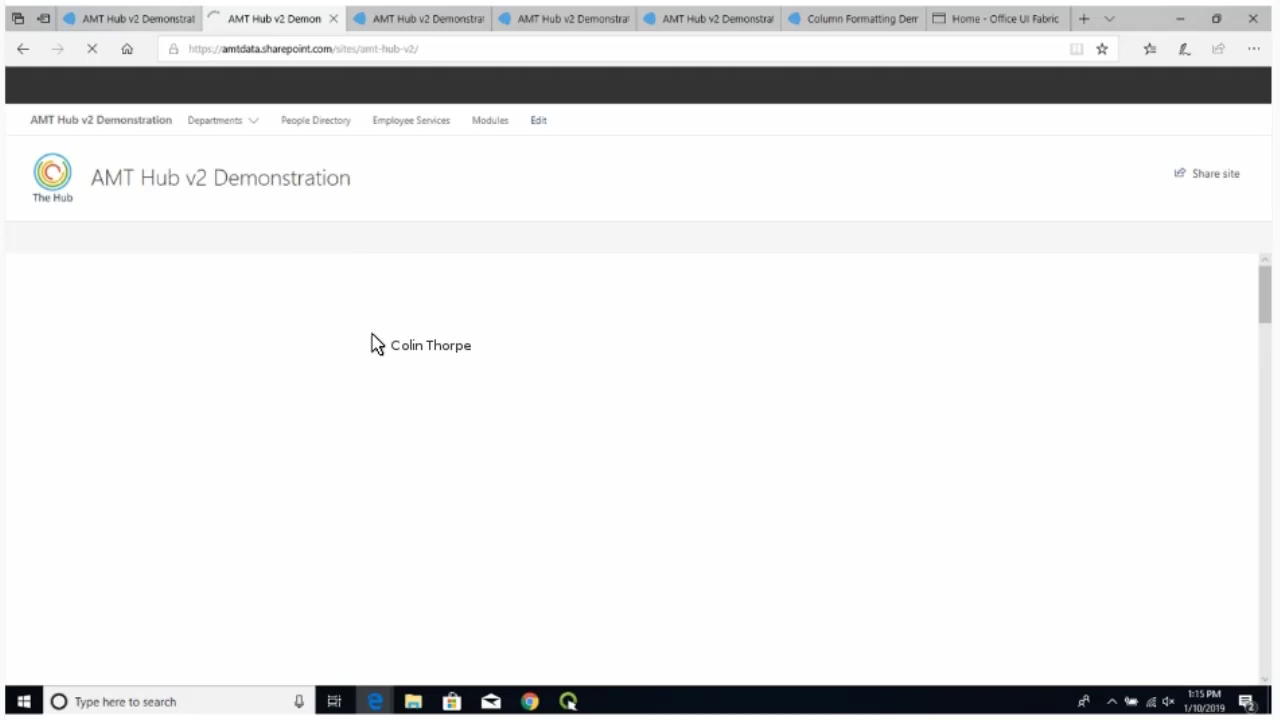 AMT Hub v2 Demonstrat
AMT Hub v2 Demon
AMT Hub v2 Demonstrat
AMT Hub v2 Demonstrat
AMT Hub v2 Demonstrat
Column Formatting Dem
Home - Office UI Fabric
https://amtdata.sharepoint.com/sites/amt-hub-v2/
AMT Hub v2 Demonstration
Departments
People Directory
Employee Services
Modules
Edit
The Hub
AMT Hub v2 Demonstration
Share site
Colin Thorpe
Type here to search
1:15 PM
1/10/2019
2